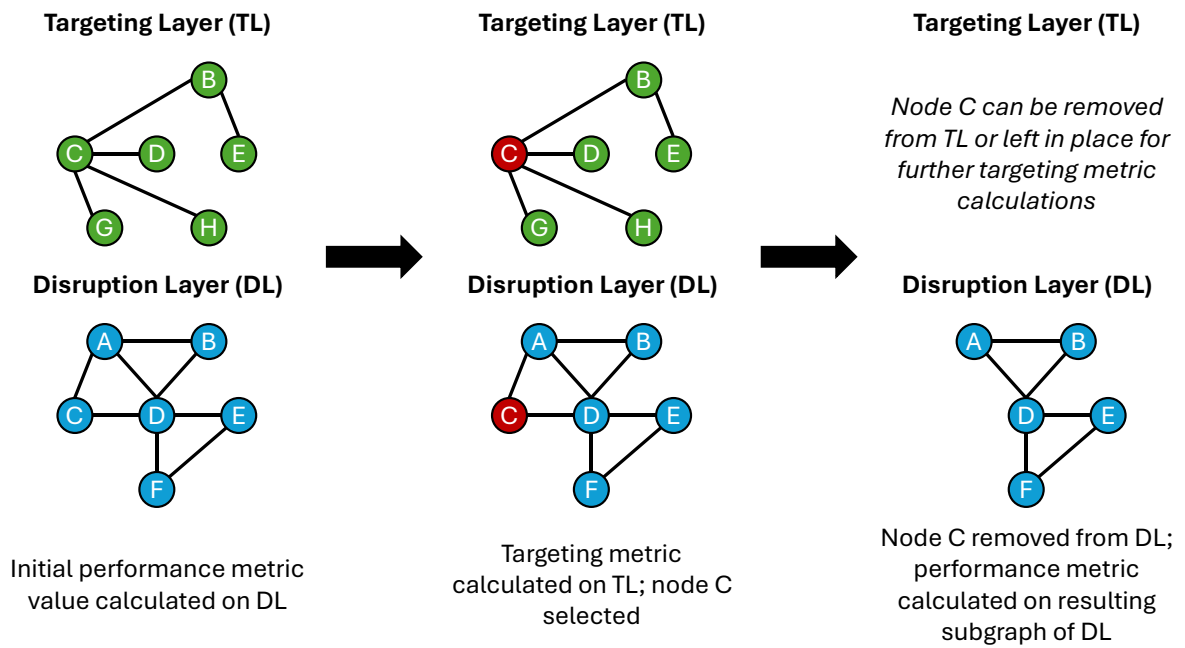 Targeting Layer (TL)
B
C
D
E
G
H
Disruption Layer (DL)
A
B
C
D
E
F
Initial performance metric
value calculated on DL
Targeting Layer (TL)
B
C
D
E
G
H
Disruption Layer (DL)
A
B
C
D
E
F
Targeting metric
calculated on TL; node C
selected
Targeting Layer (TL)
Node C can be removed
from TL or left in place for
further targeting metric
calculations
Disruption Layer (DL)
A
B
D
E
F
Node C removed from DL;
performance metric
calculated on resulting
subgraph of DL